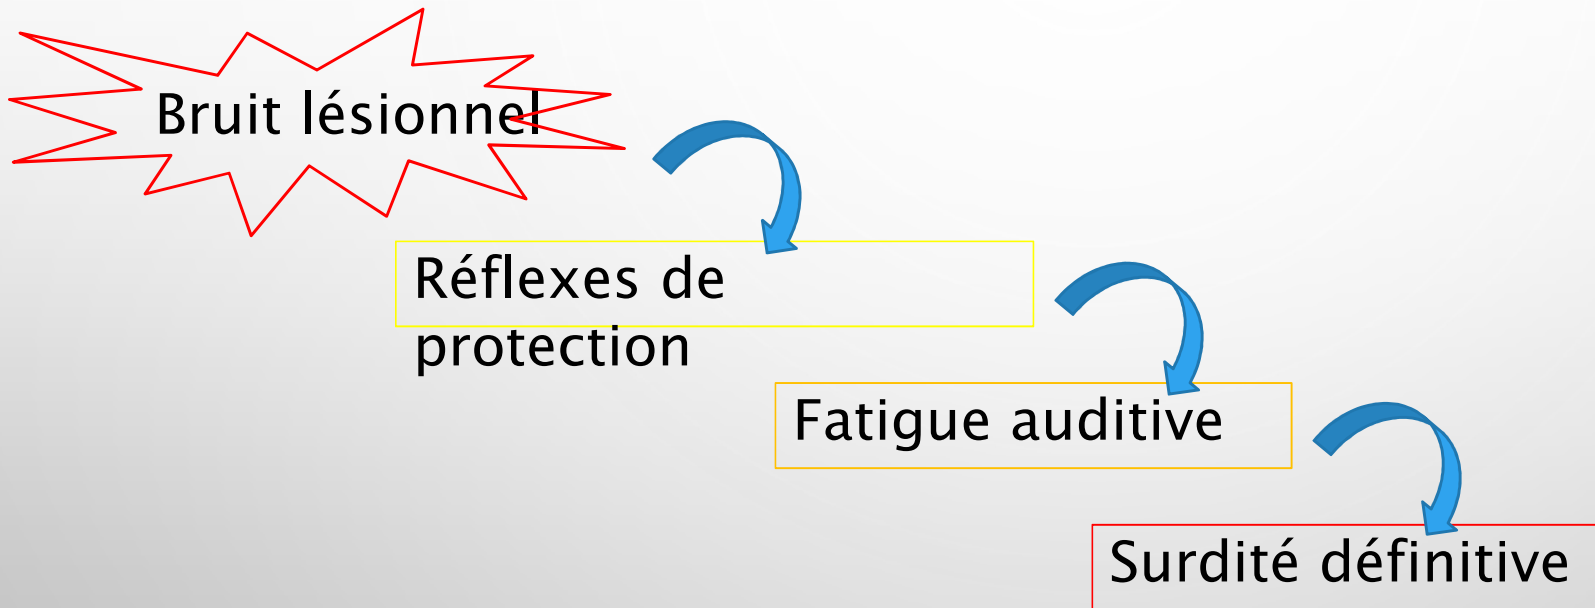 Bruit lésionnel
Réflexes de
protection
Fatigue auditive
Surdité définitive